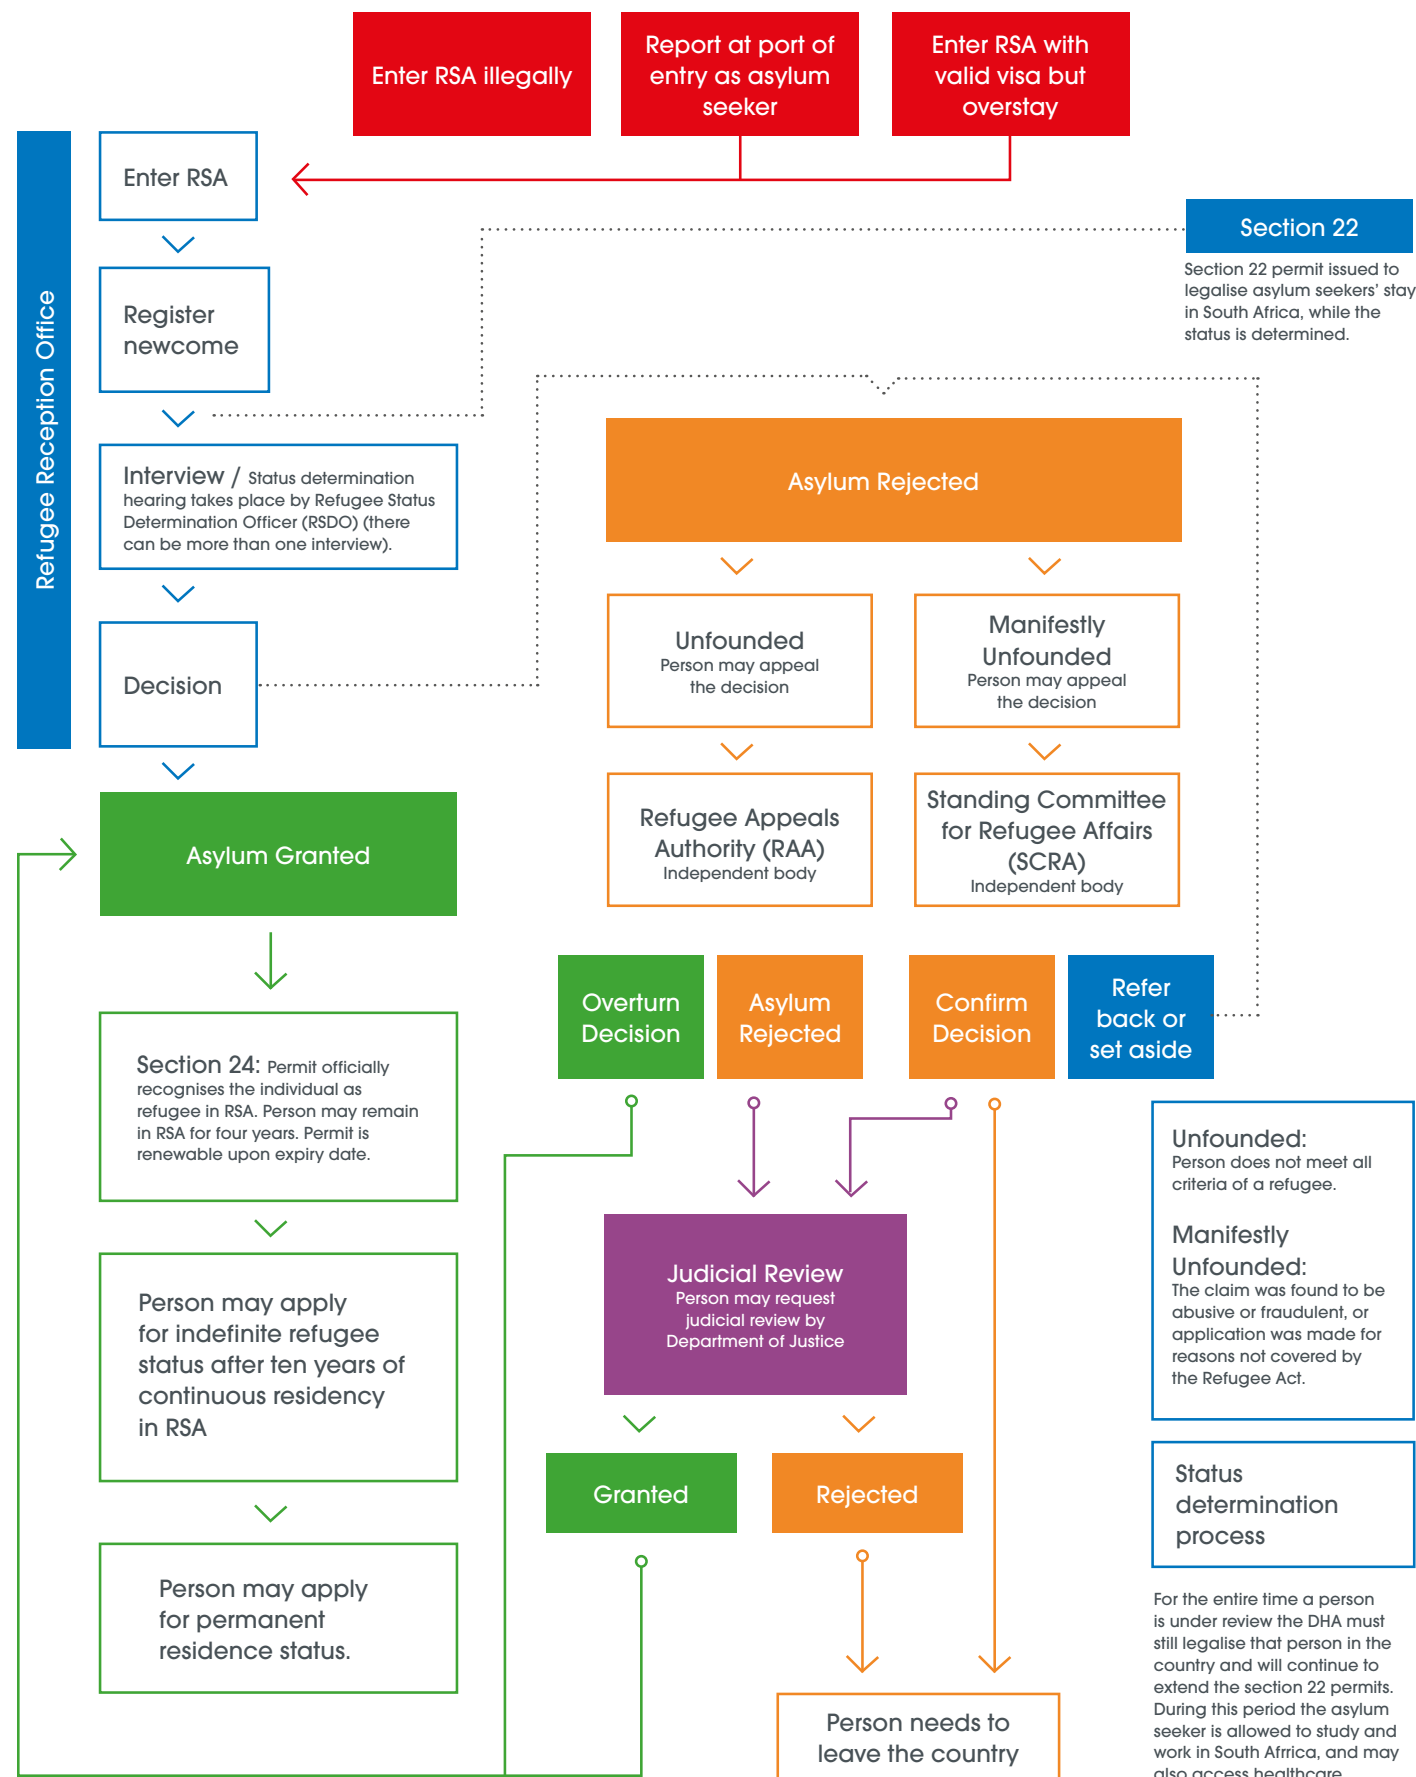 Enter RSA illegally
Report at port of
entry as asylum
seeker
Enter RSA with
valid visa but
overstay
Refugee Reception Office
Enter RSA
Section 22
Section 22 permit issued to
legalise asylum seekers' stay
in South Africa, while the
status is determined.
Register
newcome
Interview / Status determination
hearing takes place by Refugee Status
Determination Officer (RSDO) (there
can be more than one interview).
Decision
Asylum Rejected
Unfounded
Person may appeal
the decision
Manifestly
Unfounded
Person may appeal
the decision
Refugee Appeals
Authority (RAA)
Independent body
Standing Committee
for Refugee Affairs
(SCRA)
Independent body
Asylum Granted
Overturn
Decision
Asylum
Rejected
Confirm
Decision
Refer
back or
set aside
Section 24: Permit officially
recognises the individual as
refugee in RSA. Person may remain
in RSA for four years. Permit is
renewable upon expiry date.
Person may apply
for indefinite refugee
status after ten years of
continuous residency
in RSA
Person may apply
for permanent
residence status.
Judicial Review
Person may request
judicial review by
Department of Justice
Granted
Rejected
Person needs to
leave the country
Unfounded:
Person does not meet all
criteria of a refugee.
Manifestly
Unfounded:
The claim was found to be
abusive or fraudulent, or
application was made for
reasons not covered by
the Refugee Act.
Status
determination
process
For the entire time a person
is under review the DHA must
still legalise that person in the
country and will continue to
extend the section 22 permits.
During this period the asylum
seeker is allowed to study and
work in South Afrrica, and may
also access healthcare